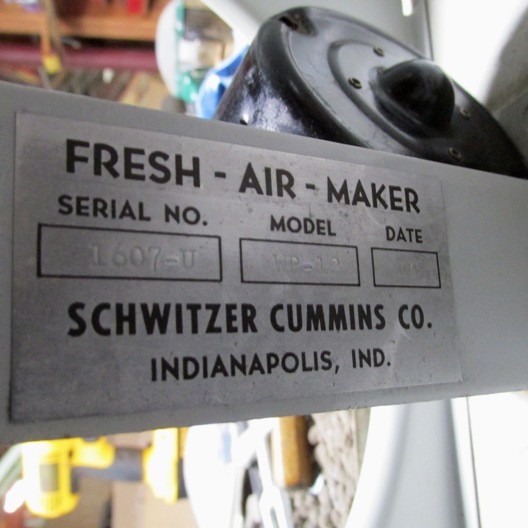 FRESH - AIR - MAKER
SERIAL NO. MODEL DATE
1607-U
SCHWITZER CUMMINS CO.
INDIANAPOLIS, IND.